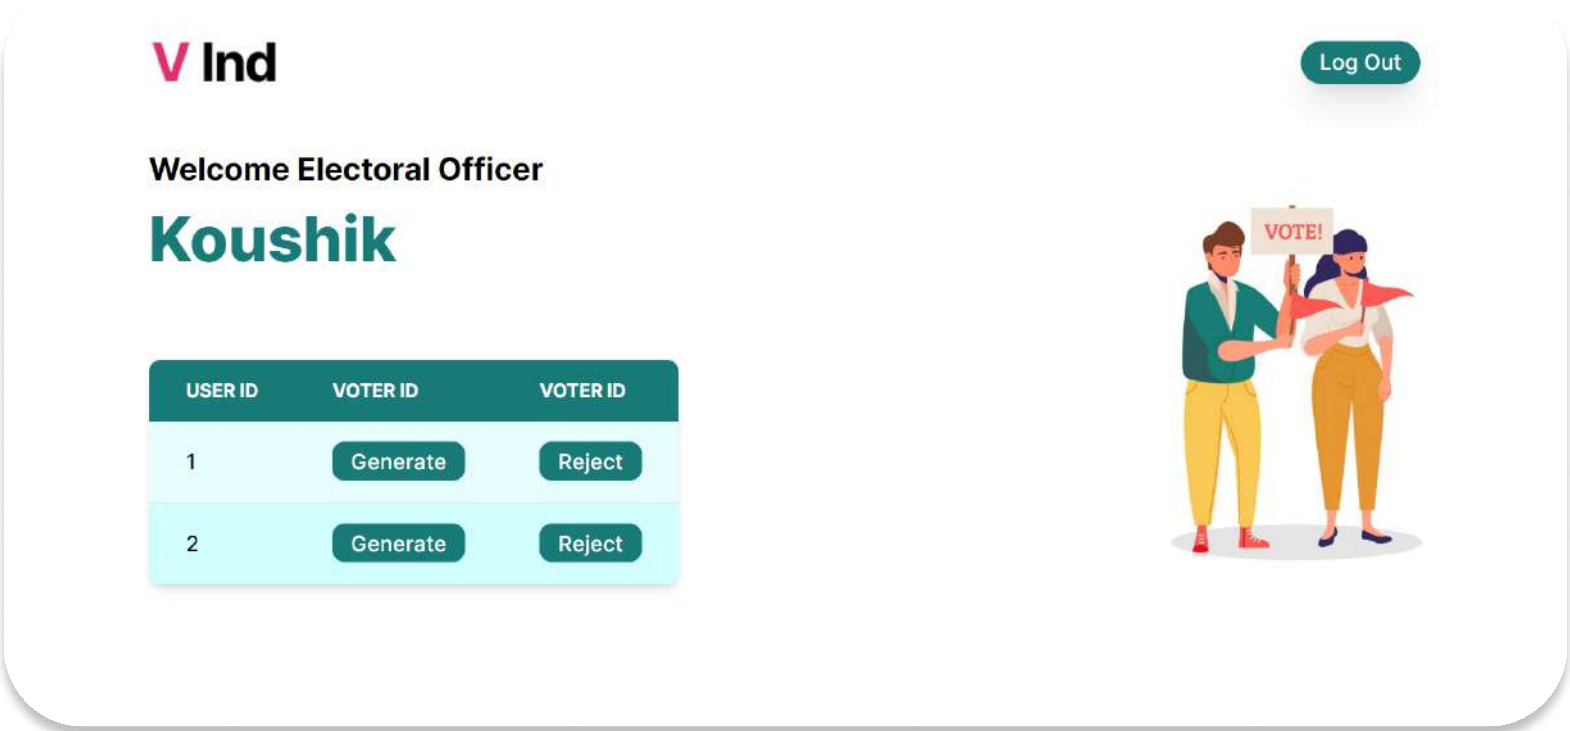 V Ind
Log Out
Welcome Electoral Officer
Koushik
VOTE!
USER ID VOTER ID VOTER ID
1 Generate Reject
2 Generate Reject